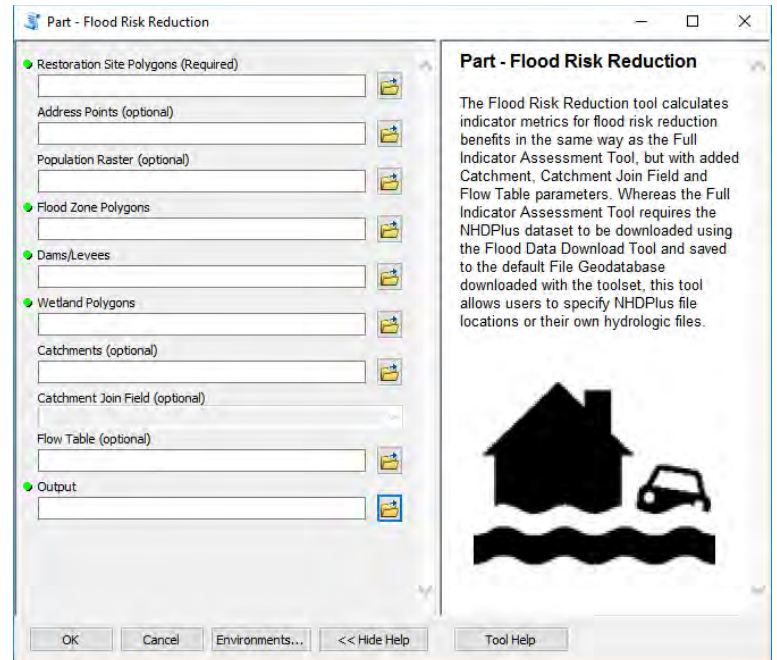 Part - Flood Risk Reduction
Restoration Site Polygons (Required)
Address Points (optional)
Population Raster (optional)
Flood Zone Polygons
Dams/Levees
Wetland Polygons
Catchments (optional)
Catchment Join Field (optional)
Flow Table (optional)
Output
Part - Flood Risk Reduction
The Flood Risk Reduction tool calculates
indicator metrics for flood risk reduction
benefits in the same way as the Full
Indicator Assessment Tool, but with added
Catchment, Catchment Join Field and
Flow Table parameters. Whereas the Full
Indicator Assessment Tool requires the
NHDPlus dataset to be downloaded using
the Flood Data Download Tool and saved
to the default File Geodatabase
downloaded with the toolset, this tool
allows users to specify NHDPlus file
locations or their own hydrologic files.
OK Cancel Environments... << Hide Help Tool Help